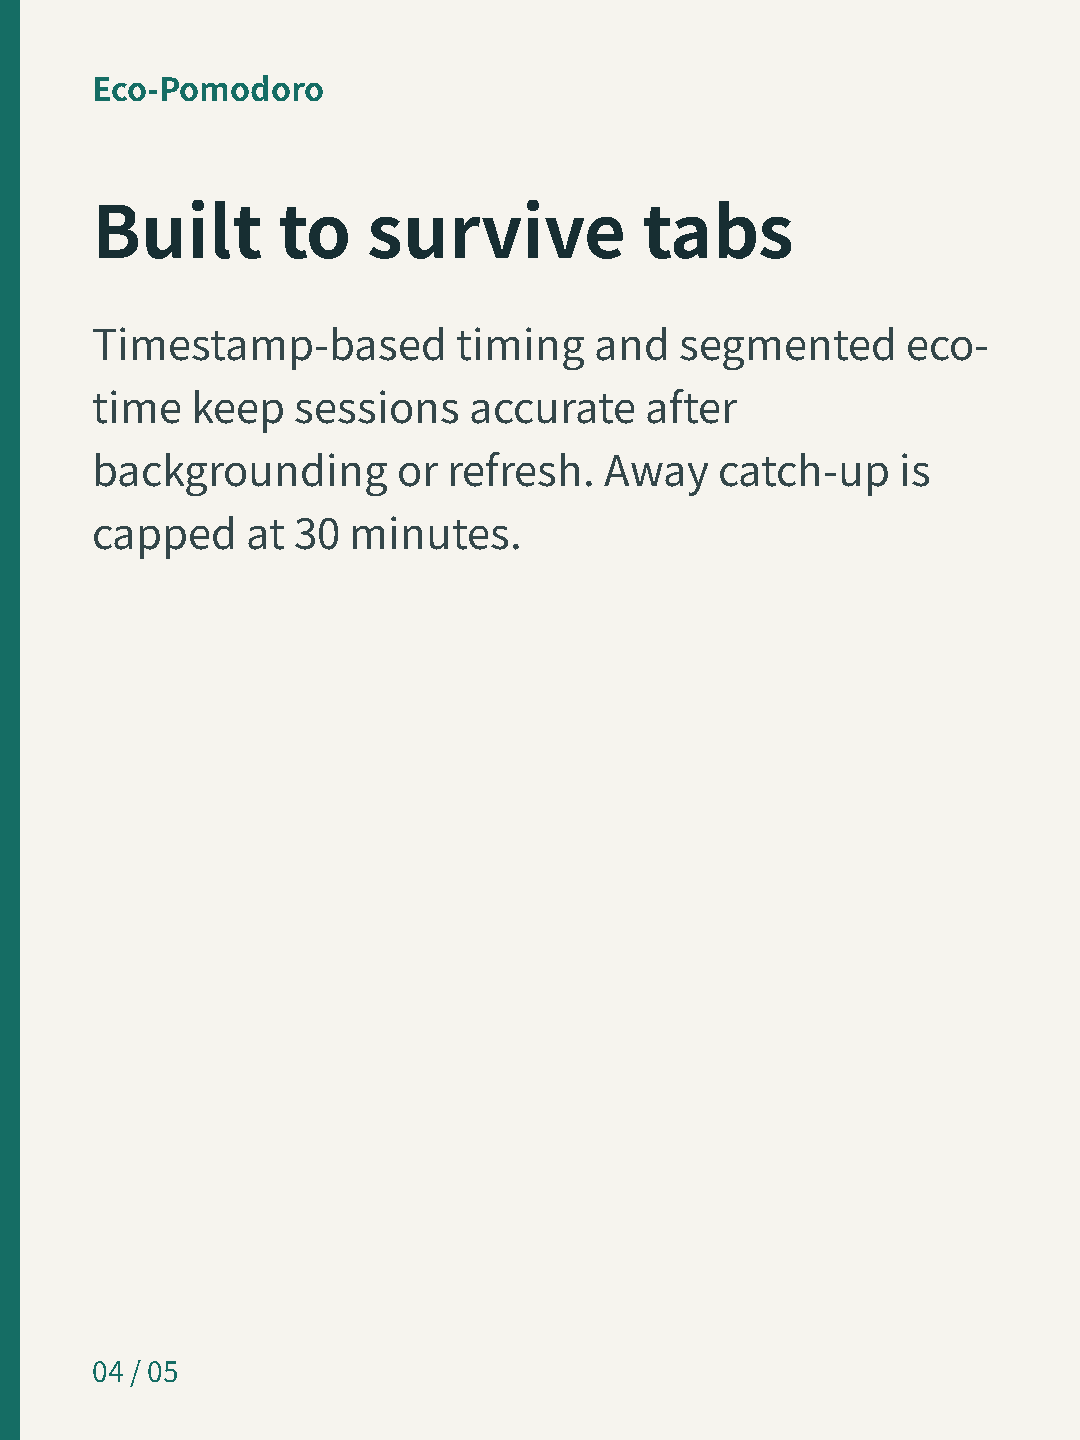 Eco-Pomodoro
Built to survive tabs
Timestamp-based timing and segmented eco-
time keep sessions accurate after
backgrounding or refresh. Away catch-up is
capped at 30 minutes.
04 / 05